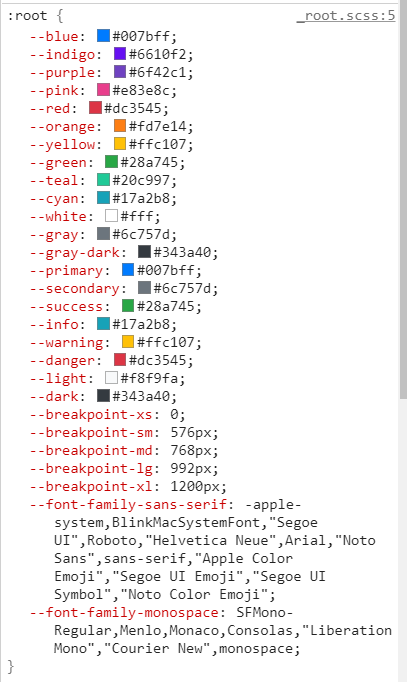 :root { _root.scss:5
--blue: #007bff;
--indigo: #6610f2;
--purple: #6f42c1;
--pink: #e83e8c;
--red: #dc3545;
--orange: #fd7e14;
--yellow: #ffc107;
--green: #28a745;
--teal: #20c997;
--cyan: #17a2b8;
--white: #fff;
--gray: #6c757d;
--gray-dark: #343a40;
--primary: #007bff;
--secondary: #6c757d;
--success: #28a745;
--info: #17a2b8;
--warning: #ffc107;
--danger: #dc3545;
--light: #f8f9fa;
--dark: #343a40;
--breakpoint-xs: 0;
--breakpoint-sm: 576px;
--breakpoint-md: 768px;
--breakpoint-lg: 992px;
--breakpoint-xl: 1200px;
--font-family-sans-serif: -apple-
system,BlinkMacSystemFont,"Segoe
UI",Roboto,"Helvetica Neue",Arial,"Noto
Sans",sans-serif,"Apple Color
Emoji","Segoe UI Emoji","Segoe UI
Symbol","Noto Color Emoji";
--font-family-monospace: SFMono-
Regular,Menlo,Monaco,Consolas,"Liberation
Mono","Courier New",monospace;
}